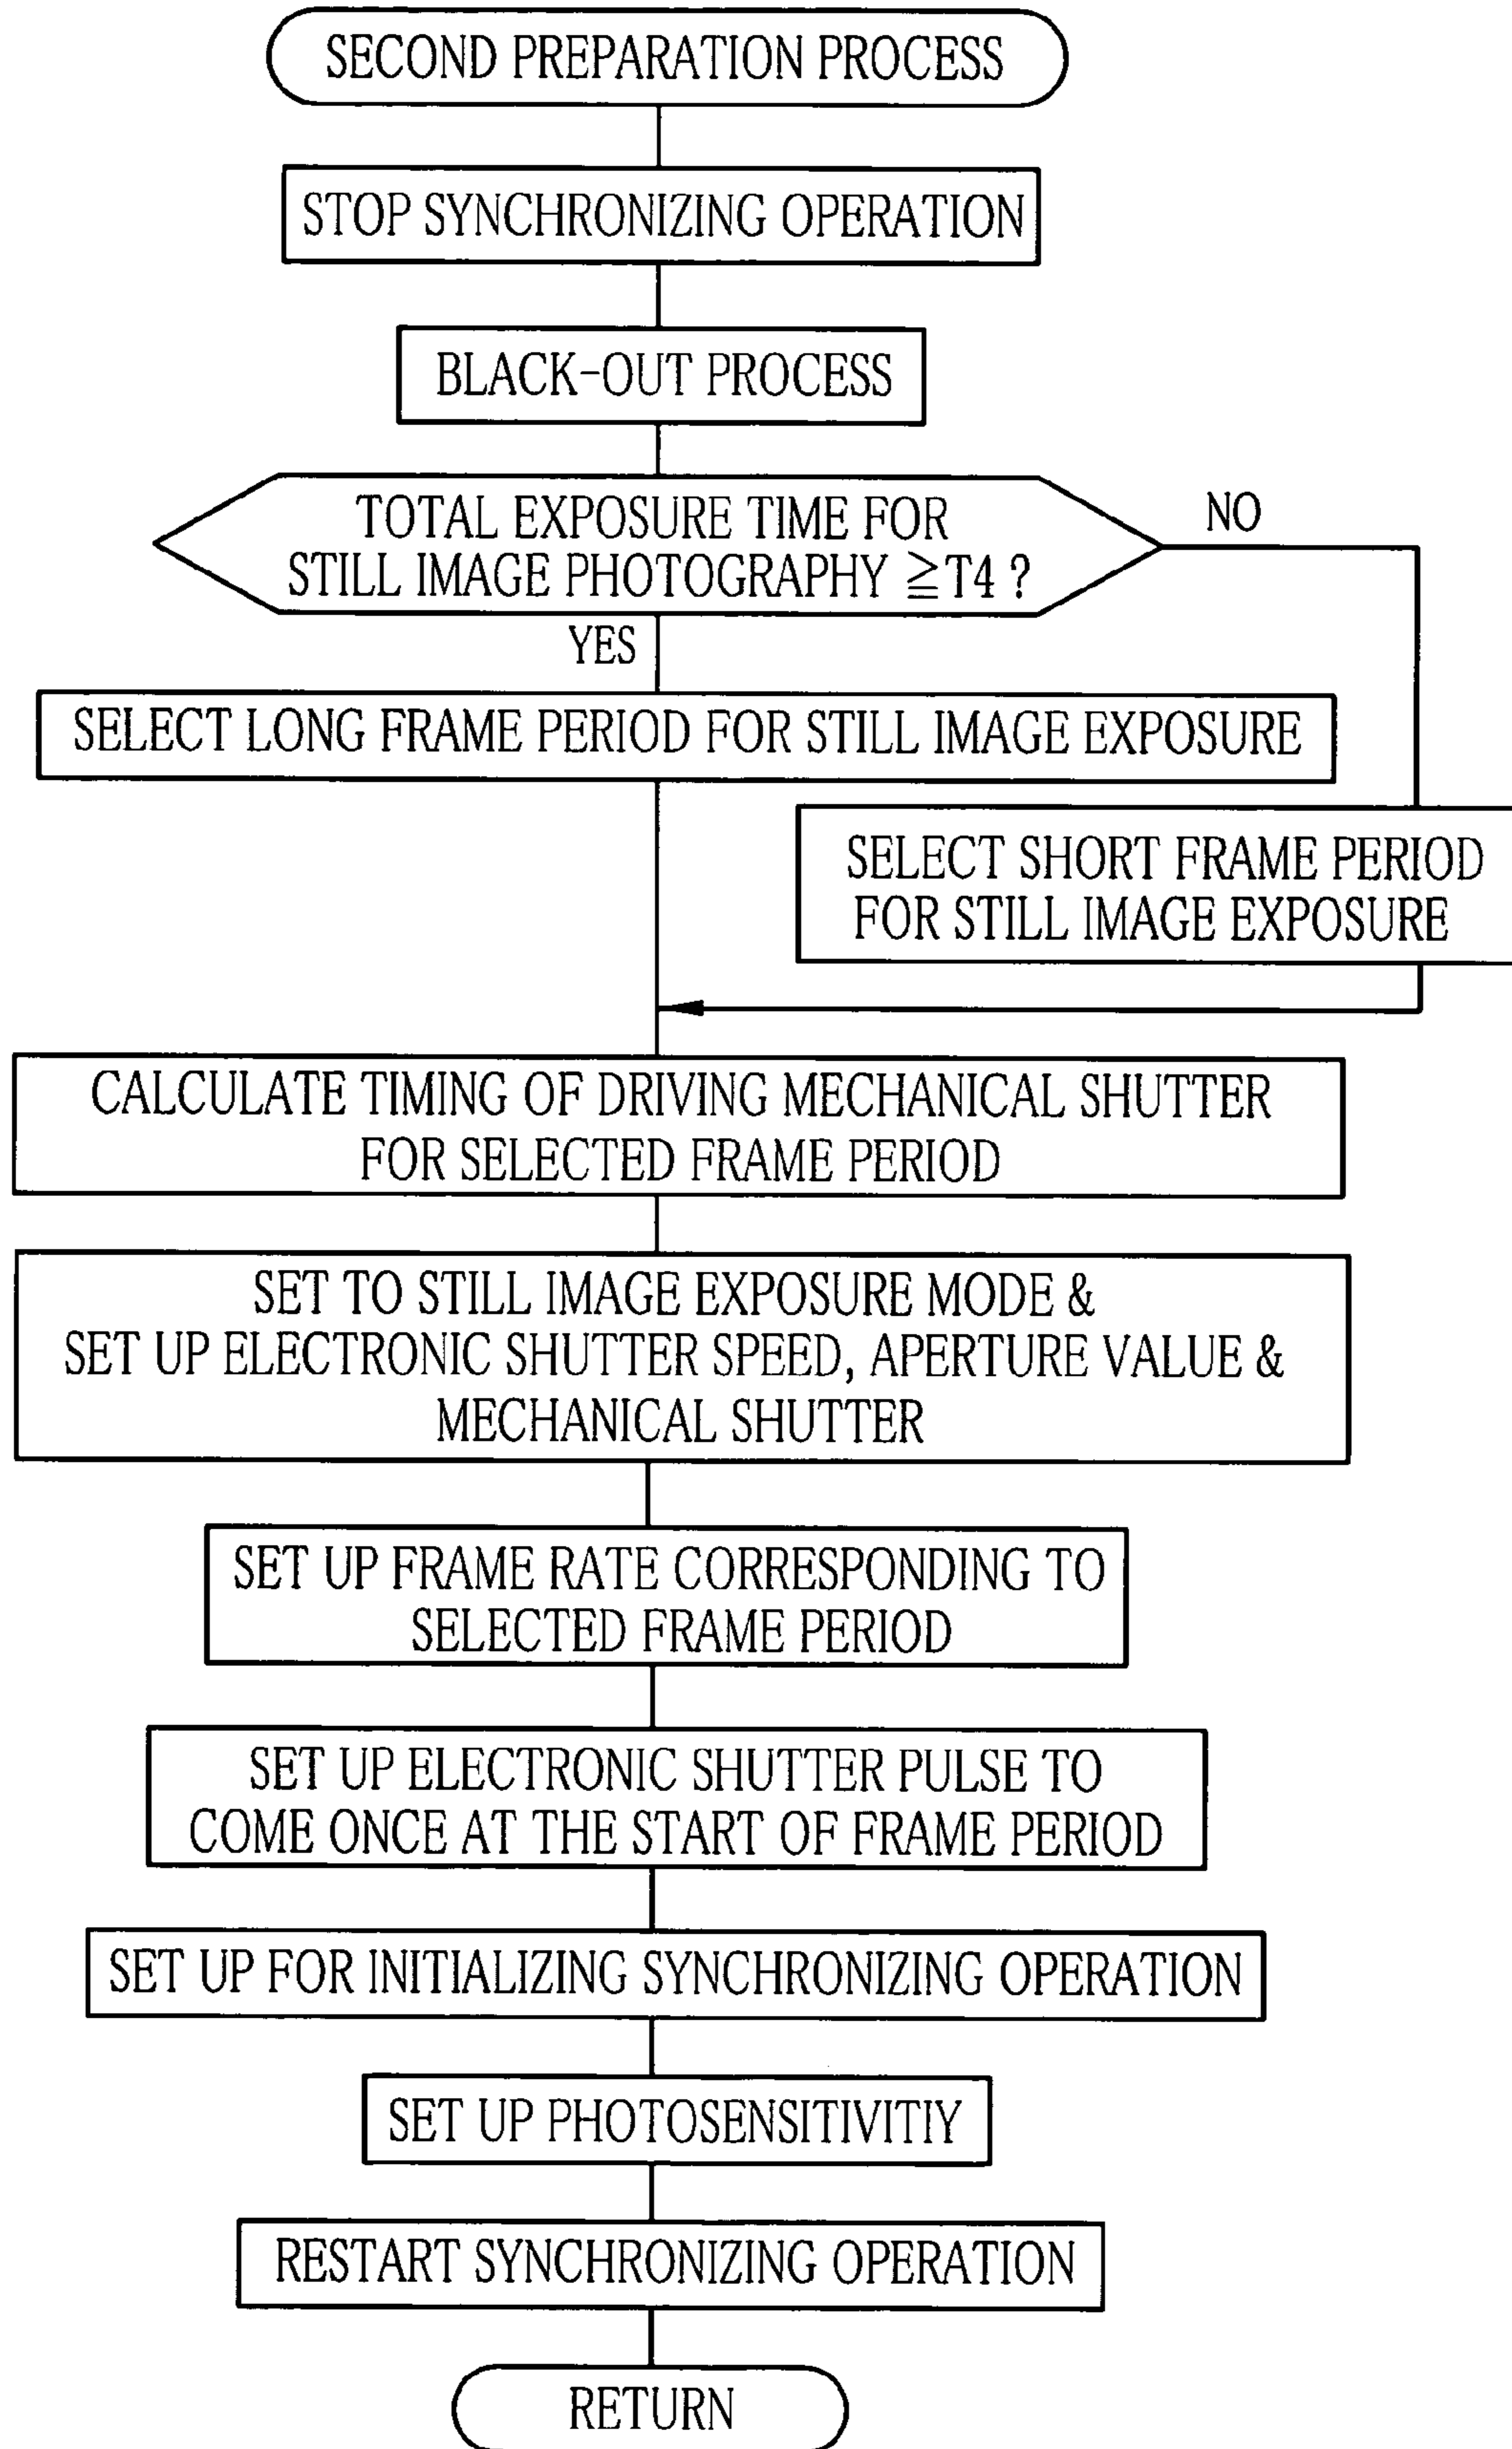 SECOND PREPARATION PROCESS
STOP SYNCHRONIZING OPERATION
BLACK-OUT PROCESS
TOTAL EXPOSURE TIME FOR
STILL IMAGE PHOTOGRAPHY ≧T4 ?
NO
YES
SELECT LONG FRAME PERIOD FOR STILL IMAGE EXPOSURE
SELECT SHORT FRAME PERIOD
FOR STILL IMAGE EXPOSURE
CALCULATE TIMING OF DRIVING MECHANICAL SHUTTER
FOR SELECTED FRAME PERIOD
SET TO STILL IMAGE EXPOSURE MODE &
SET UP ELECTRONIC SHUTTER SPEED, APERTURE VALUE &
MECHANICAL SHUTTER
SET UP FRAME RATE CORRESPONDING TO
SELECTED FRAME PERIOD
SET UP ELECTRONIC SHUTTER PULSE TO
COME ONCE AT THE START OF FRAME PERIOD
SET UP FOR INITIALIZING SYNCHRONIZING OPERATION
SET UP PHOTOSENSITIVITIY
RESTART SYNCHRONIZING OPERATION
RETURN